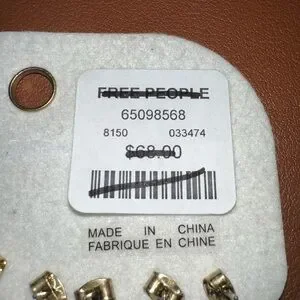 FREE PEOPLE
65098568
8150 033474
$68.00
MADE IN CHINA
FABRIQUE EN CHINE